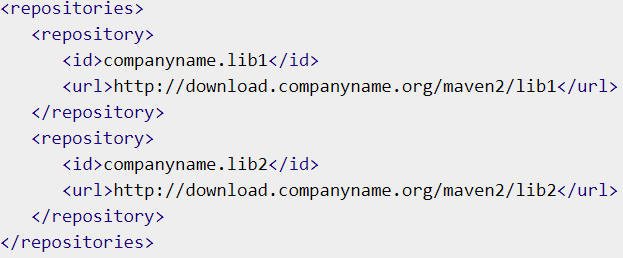 <repositories>
   <repository>
      <id>companyname.lib1</id>
      <url>http://download.companyname.org/maven2/lib1</url>
   </repository>
   <repository>
      <id>companyname.lib2</id>
      <url>http://download.companyname.org/maven2/lib2</url>
   </repository>
</repositories>